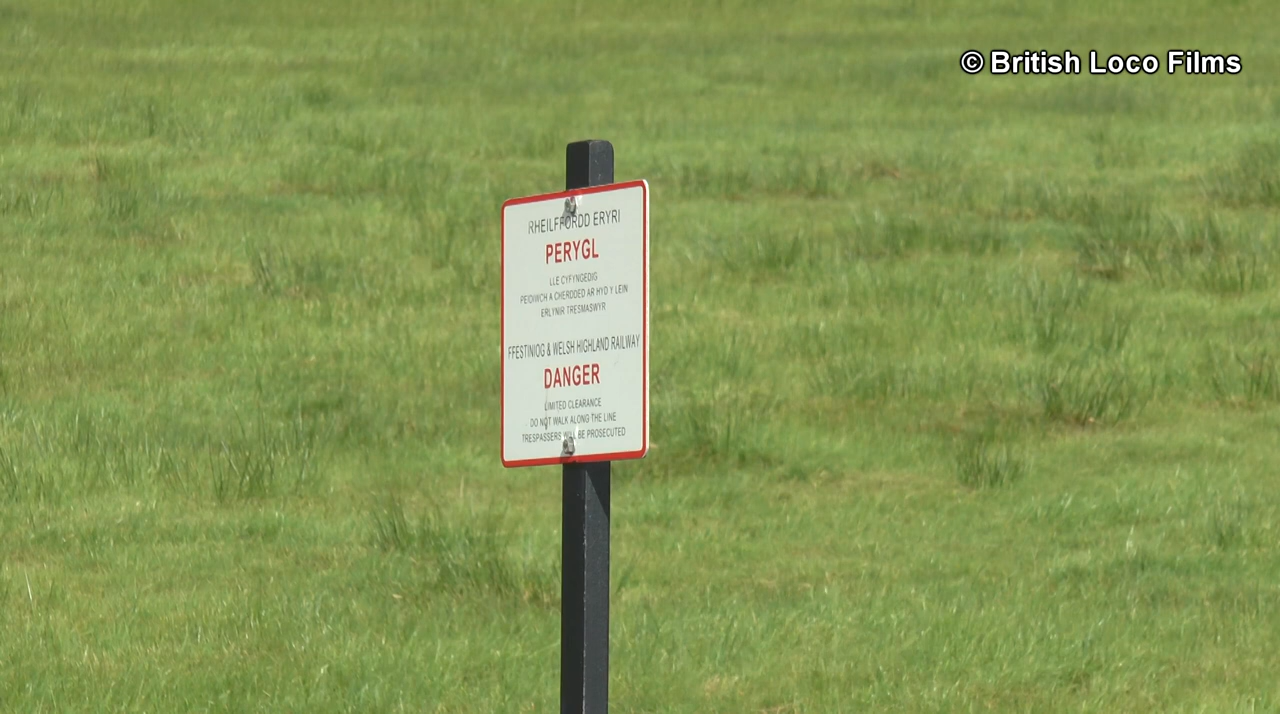 © British Loco Films
RHEILFFORDD ERYRI
PERYGL
LLE CYFYNGEDIG
PEIDIWCH A CHERDDED AR HYD Y LEIN
ERLYNIR TRESMASWYR
FFESTINIOG & WELSH HIGHLAND RAILWAY
DANGER
LIMITED CLEARANCE
DO NOT WALK ALONG THE LINE
TRESPASSERS WILL BE PROSECUTED